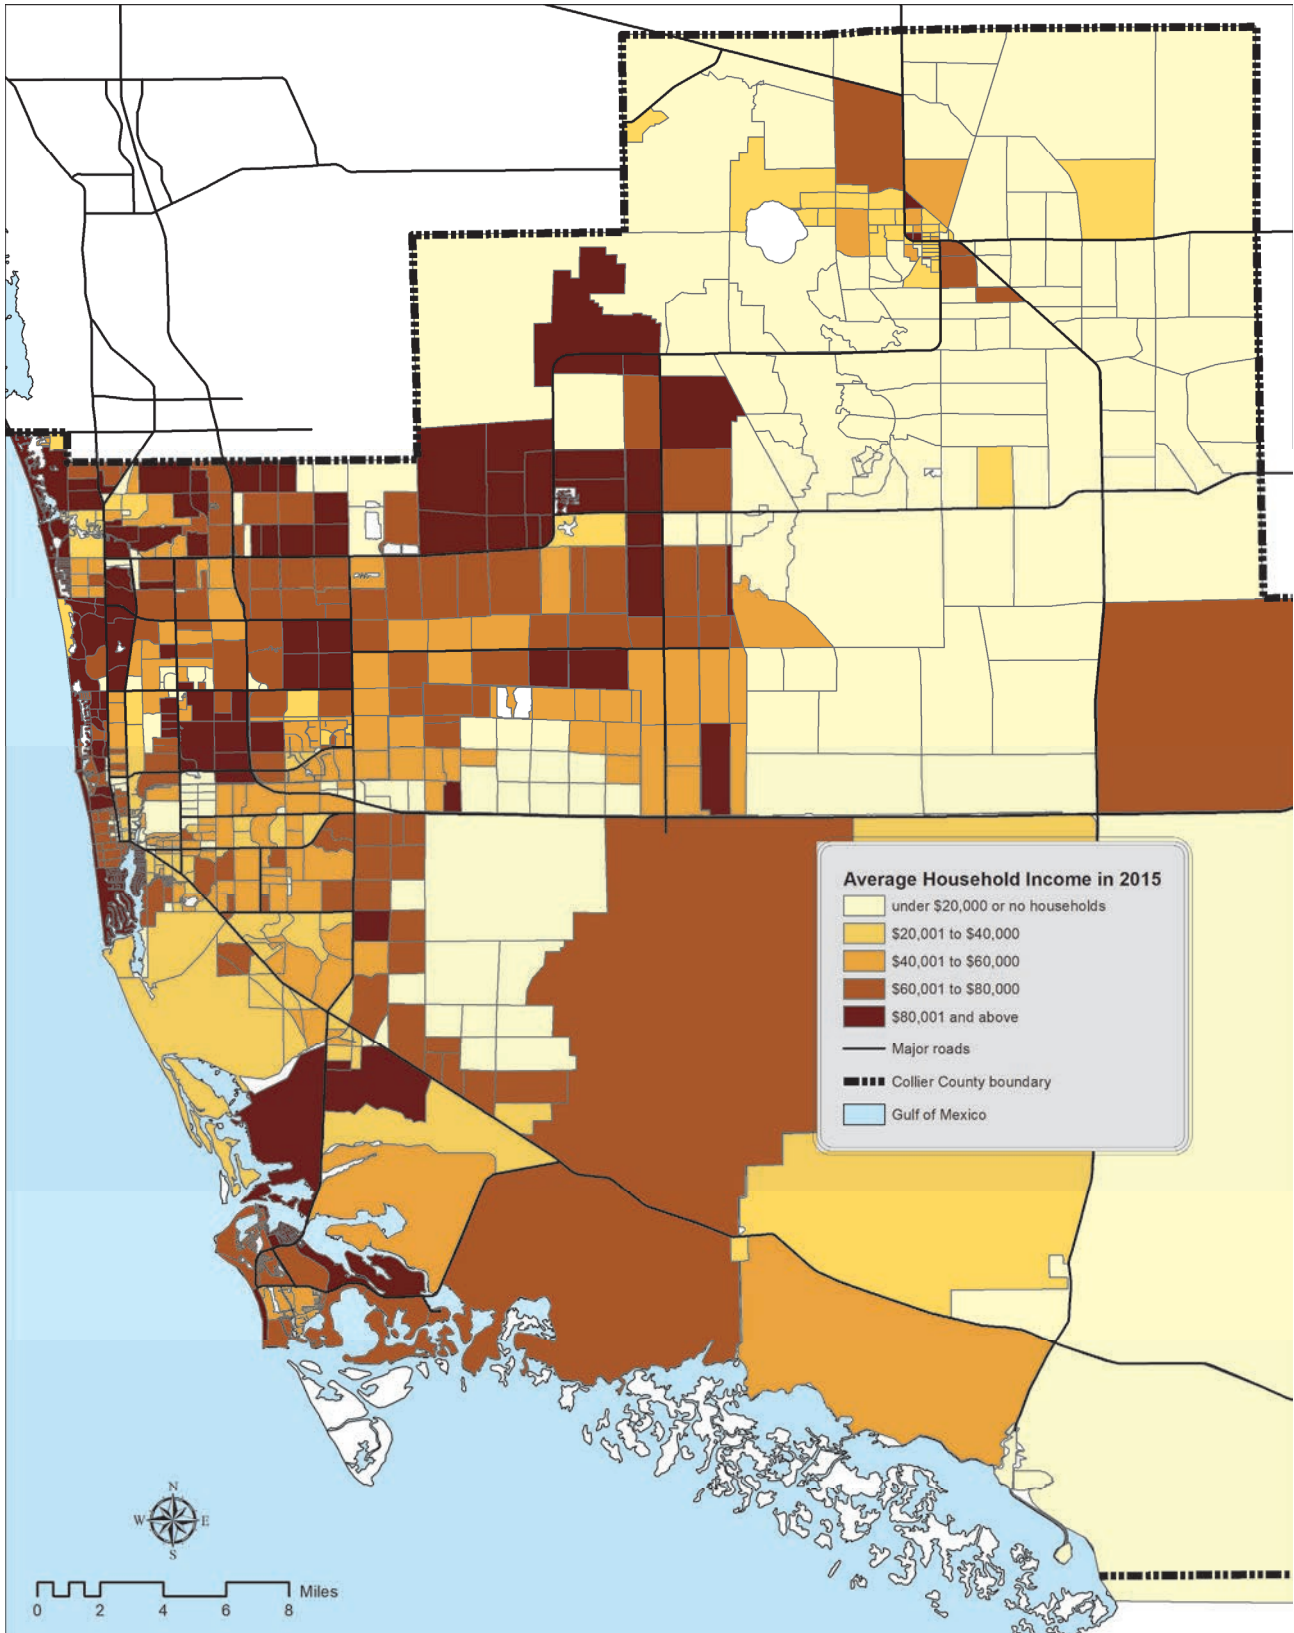 Average Household Income in 2015
under $20,000 or no households
$20,001 to $40,000
$40,001 to $60,000
$60,001 to $80,000
$80,001 and above
Major roads
Collier County boundary
Gulf of Mexico
N
W E
S
Miles
0 2 4 6 8